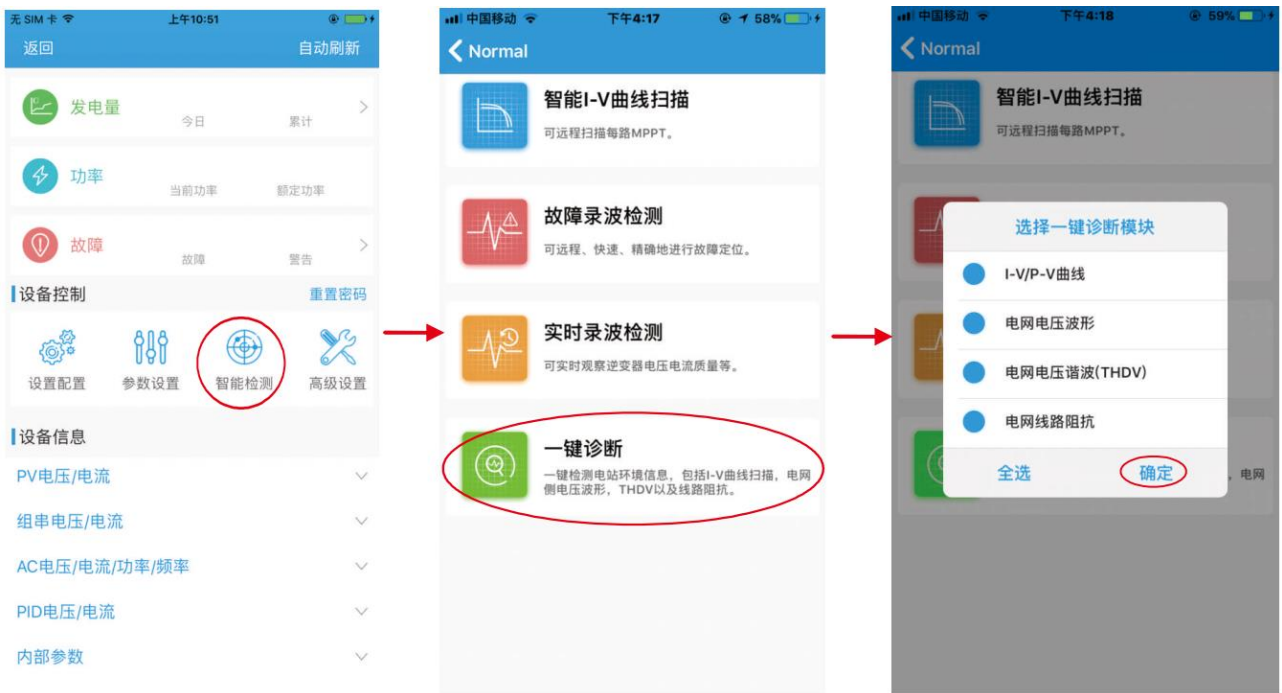 无 SIM 卡 上午10:51
返回 自动刷新
发电量
今日 累计
功率
当前功率 额定功率
故障
故障 警告
设备控制 重置密码
设置配置 参数设置 智能检测 高级设置
设备信息
PV电压/电流
组串电压/电流
AC电压/电流/功率/频率
PID电压/电流
内部参数
中国移动 下午4:17 58%
Normal
智能I-V曲线扫描
可远程扫描每路MPPT。
故障录波检测
可远程、快速、精确地进行故障定位。
实时录波检测
可实时观察逆变器电压电流质量等。
一键诊断
一键检测电站环境信息，包括I-V曲线扫描，电网
侧电压波形，THDV以及线路阻抗。
中国移动 下午4:18 59%
Normal
智能I-V曲线扫描
可远程扫描每路MPPT。
选择一键诊断模块
I-V/P-V曲线
电网电压波形
电网电压谐波(THDV)
电网线路阻抗
全选 确定
，电网